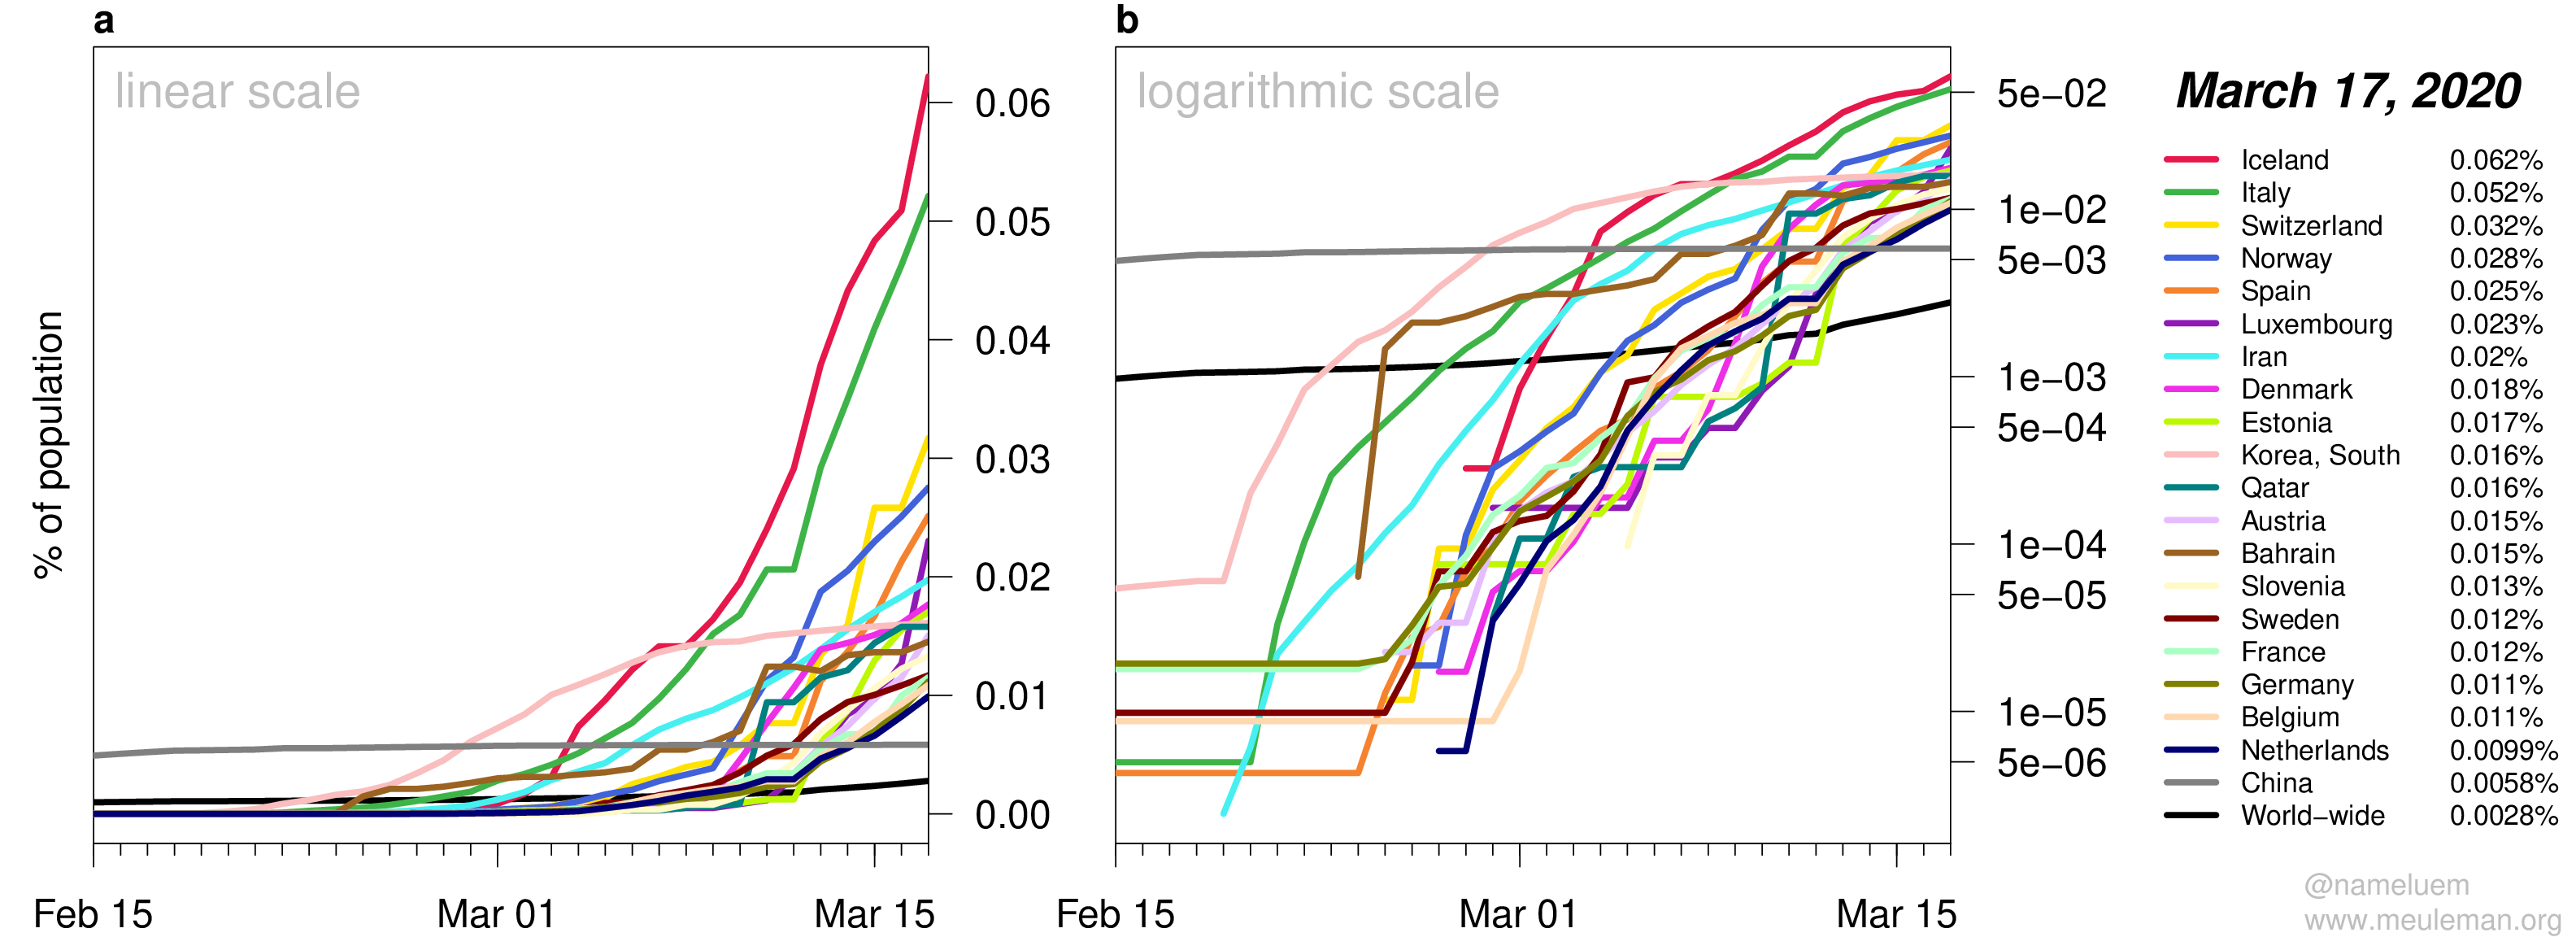 a
linear scale
% of population
0.06
0.05
0.04
0.03
0.02
0.01
0.00
Feb 15
Mar 01
Mar 15
b
logarithmic scale
5e−02
1e−02
5e−03
1e−03
5e−04
1e−04
5e−05
1e−05
5e−06
Feb 15
Mar 01
Mar 15
March 17, 2020
Iceland 0.062%
Italy 0.052%
Switzerland 0.032%
Norway 0.028%
Spain 0.025%
Luxembourg 0.023%
Iran 0.02%
Denmark 0.018%
Estonia 0.017%
Korea, South 0.016%
Qatar 0.016%
Austria 0.015%
Bahrain 0.015%
Slovenia 0.013%
Sweden 0.012%
France 0.012%
Germany 0.011%
Belgium 0.011%
Netherlands 0.0099%
China 0.0058%
World−wide 0.0028%
@nameluem
www.meuleman.org